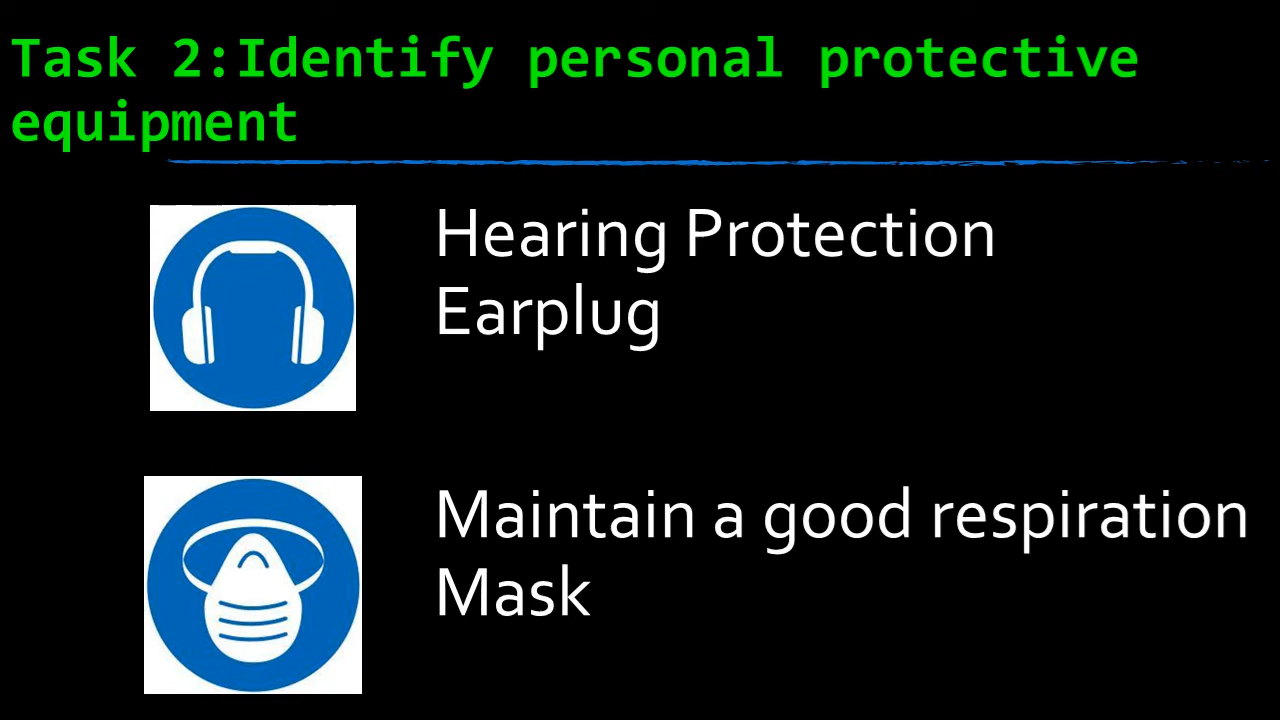 Task 2:Identify personal protective
equipment
Hearing Protection
Earplug
Maintain a good respiration
Mask